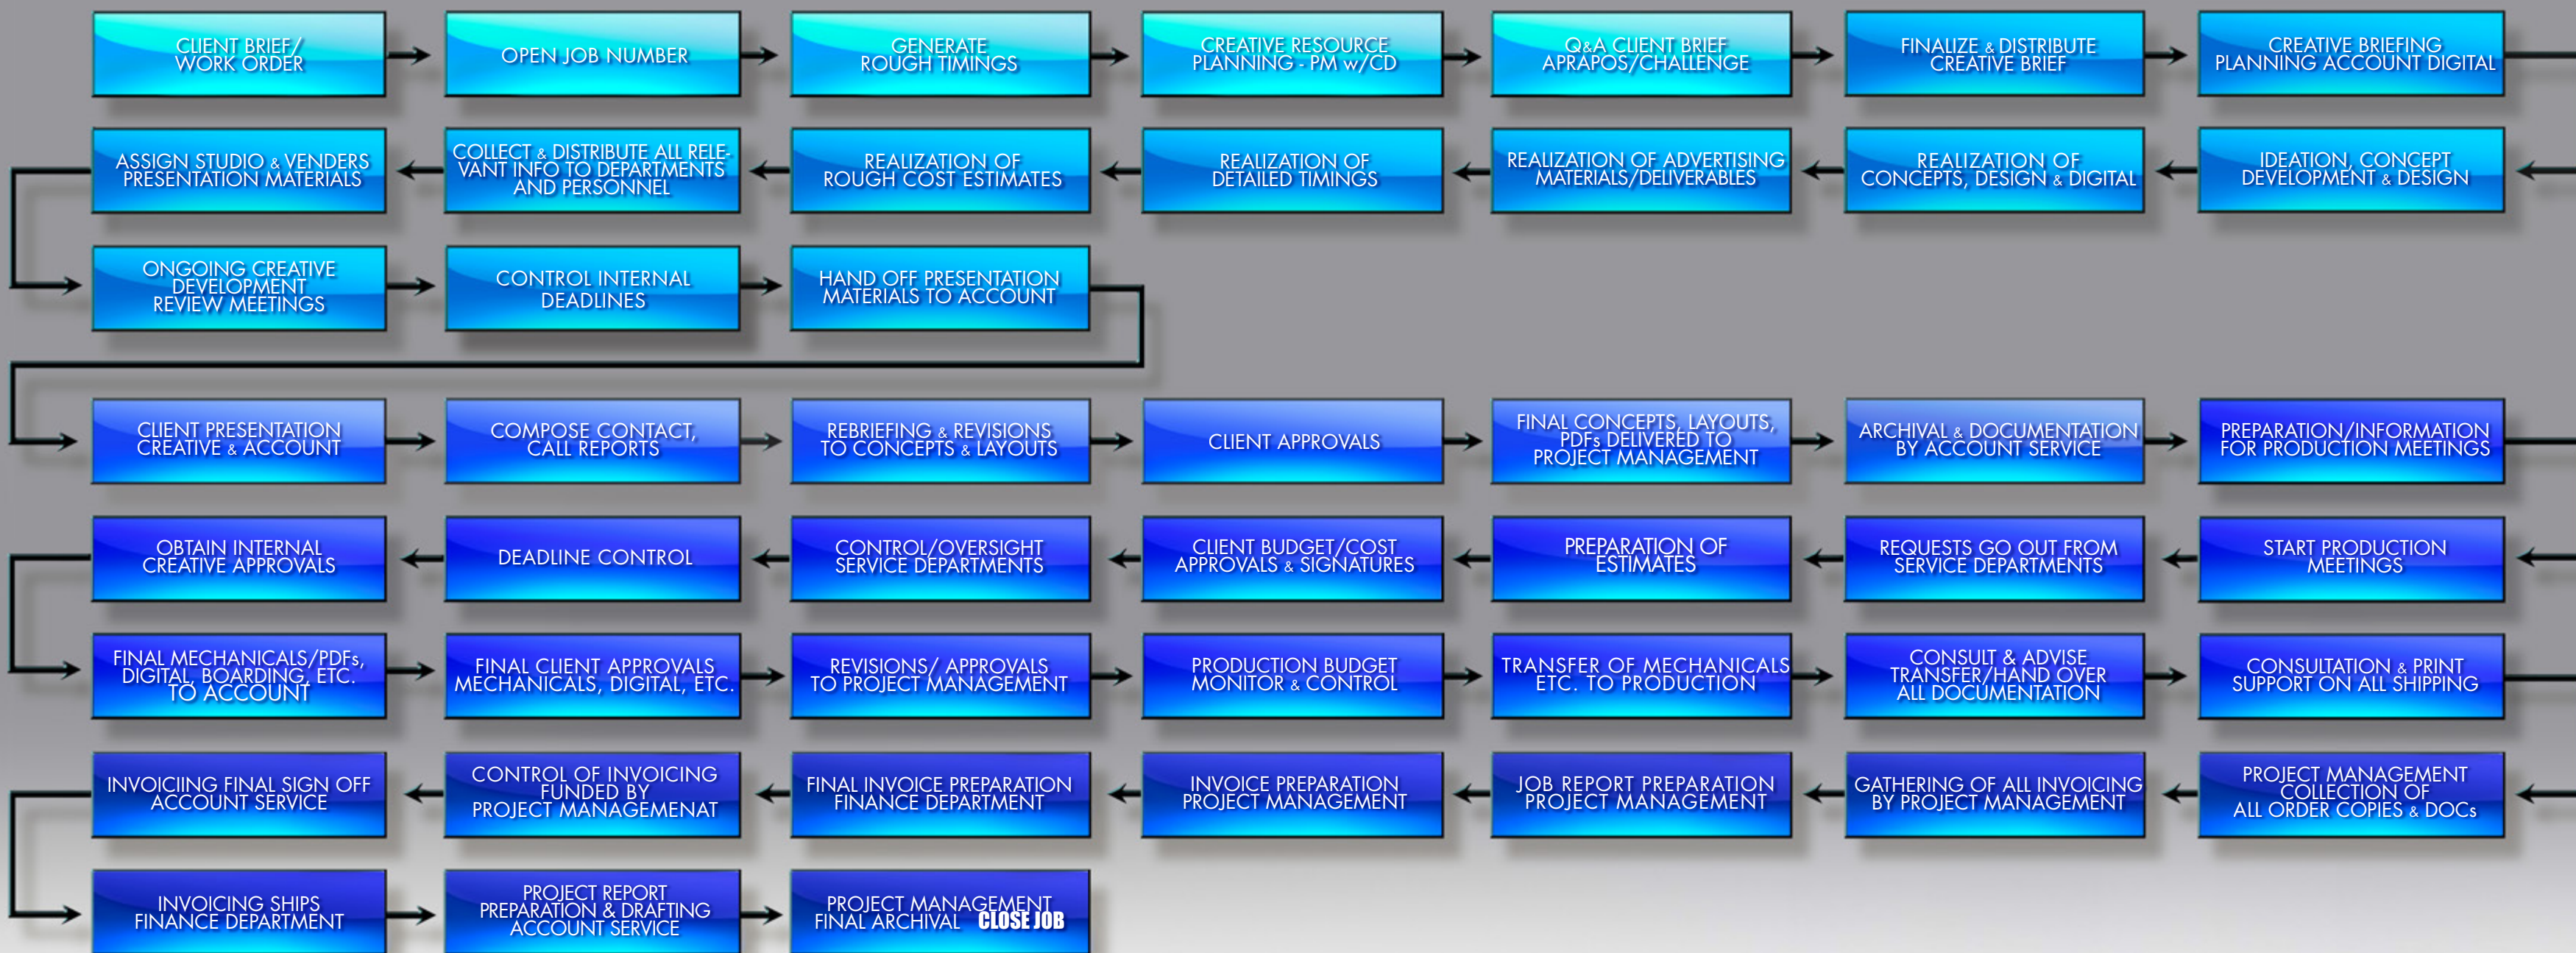 CLIENT BRIEF/
WORK ORDER
OPEN JOB NUMBER
GENERATE
ROUGH TIMINGS
CREATIVE RESOURCE
PLANNING - PM w/CD
Q&A CLIENT BRIEF
APRAPOS/CHALLENGE
FINALIZE & DISTRIBUTE
CREATIVE BRIEF
CREATIVE BRIEFING
PLANNING ACCOUNT DIGITAL
ASSIGN STUDIO & VENDERS
PRESENTATION MATERIALS
COLLECT & DISTRIBUTE ALL RELE-
VANT INFO TO DEPARTMENTS
AND PERSONNEL
REALIZATION OF
ROUGH COST ESTIMATES
REALIZATION OF
DETAILED TIMINGS
REALIZATION OF ADVERTISING
MATERIALS/DELIVERABLES
REALIZATION OF
CONCEPTS, DESIGN & DIGITAL
IDEATION, CONCEPT
DEVELOPMENT & DESIGN
ONGOING CREATIVE
DEVELOPMENT
REVIEW MEETINGS
CONTROL INTERNAL
DEADLINES
HAND OFF PRESENTATION
MATERIALS TO ACCOUNT
CLIENT PRESENTATION
CREATIVE & ACCOUNT
COMPOSE CONTACT,
CALL REPORTS
REBRIEFING & REVISIONS
TO CONCEPTS & LAYOUTS
CLIENT APPROVALS
FINAL CONCEPTS, LAYOUTS,
PDFs DELIVERED TO
PROJECT MANAGEMENT
ARCHIVAL & DOCUMENTATION
BY ACCOUNT SERVICE
PREPARATION/INFORMATION
FOR PRODUCTION MEETINGS
OBTAIN INTERNAL
CREATIVE APPROVALS
DEADLINE CONTROL
CONTROL/OVERSIGHT
SERVICE DEPARTMENTS
CLIENT BUDGET/COST
APPROVALS & SIGNATURES
PREPARATION OF
ESTIMATES
REQUESTS GO OUT FROM
SERVICE DEPARTMENTS
START PRODUCTION
MEETINGS
FINAL MECHANICALS/PDFs,
DIGITAL, BOARDING, ETC.
TO ACCOUNT
FINAL CLIENT APPROVALS
MECHANICALS, DIGITAL, ETC.
REVISIONS/ APPROVALS
TO PROJECT MANAGEMENT
PRODUCTION BUDGET
MONITOR & CONTROL
TRANSFER OF MECHANICALS
ETC. TO PRODUCTION
CONSULT & ADVISE
TRANSFER/HAND OVER
ALL DOCUMENTATION
CONSULTATION & PRINT
SUPPORT ON ALL SHIPPING
INVOICIING FINAL SIGN OFF
ACCOUNT SERVICE
CONTROL OF INVOICING
FUNDED BY
PROJECT MANAGEMENAT
FINAL INVOICE PREPARATION
FINANCE DEPARTMENT
INVOICE PREPARATION
PROJECT MANAGEMENT
JOB REPORT PREPARATION
PROJECT MANAGEMENT
GATHERING OF ALL INVOICING
BY PROJECT MANAGEMENT
PROJECT MANAGEMENT
COLLECTION OF
ALL ORDER COPIES & DOCs
INVOICING SHIPS
FINANCE DEPARTMENT
PROJECT REPORT
PREPARATION & DRAFTING
ACCOUNT SERVICE
PROJECT MANAGEMENT
FINAL ARCHIVAL CLOSE JOB